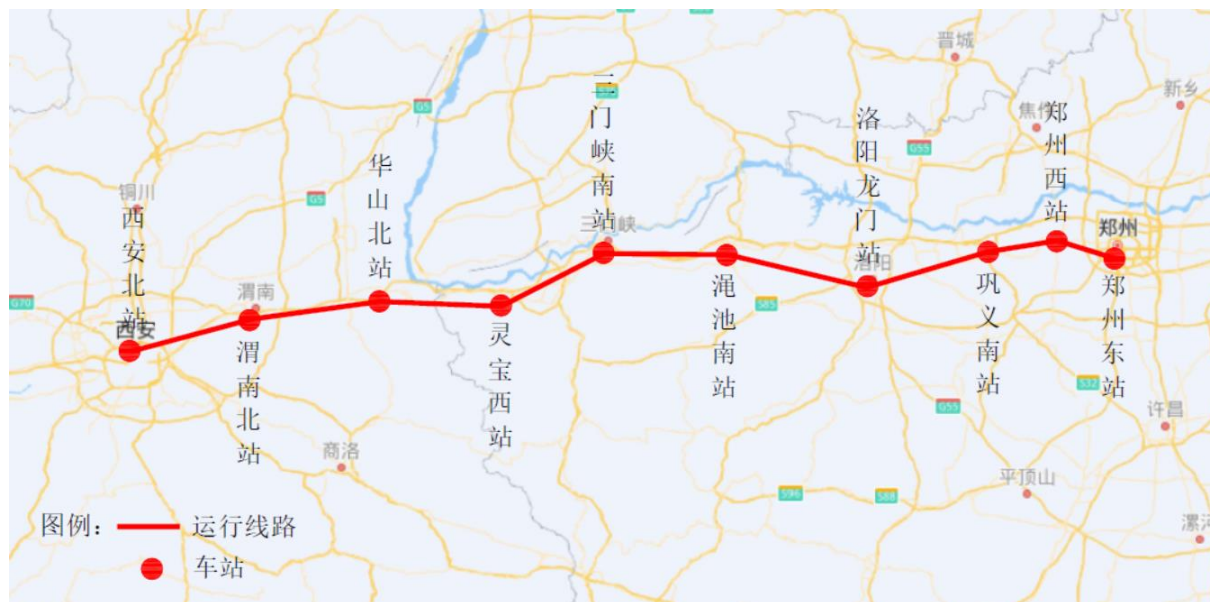 晋城
G5
三门峡南站
新乡
焦作
郑州西站
洛阳龙门站
G55
华山北站
铜川
G5
西安北站
三门峡
郑州
G70
渭南
S85
洛阳
西安
渭南北站
灵宝西站
渑池南站
巩义南站
郑州东站
S32
G55
许昌
商洛
平顶山
S96
S88
图例：
运行线路
车站